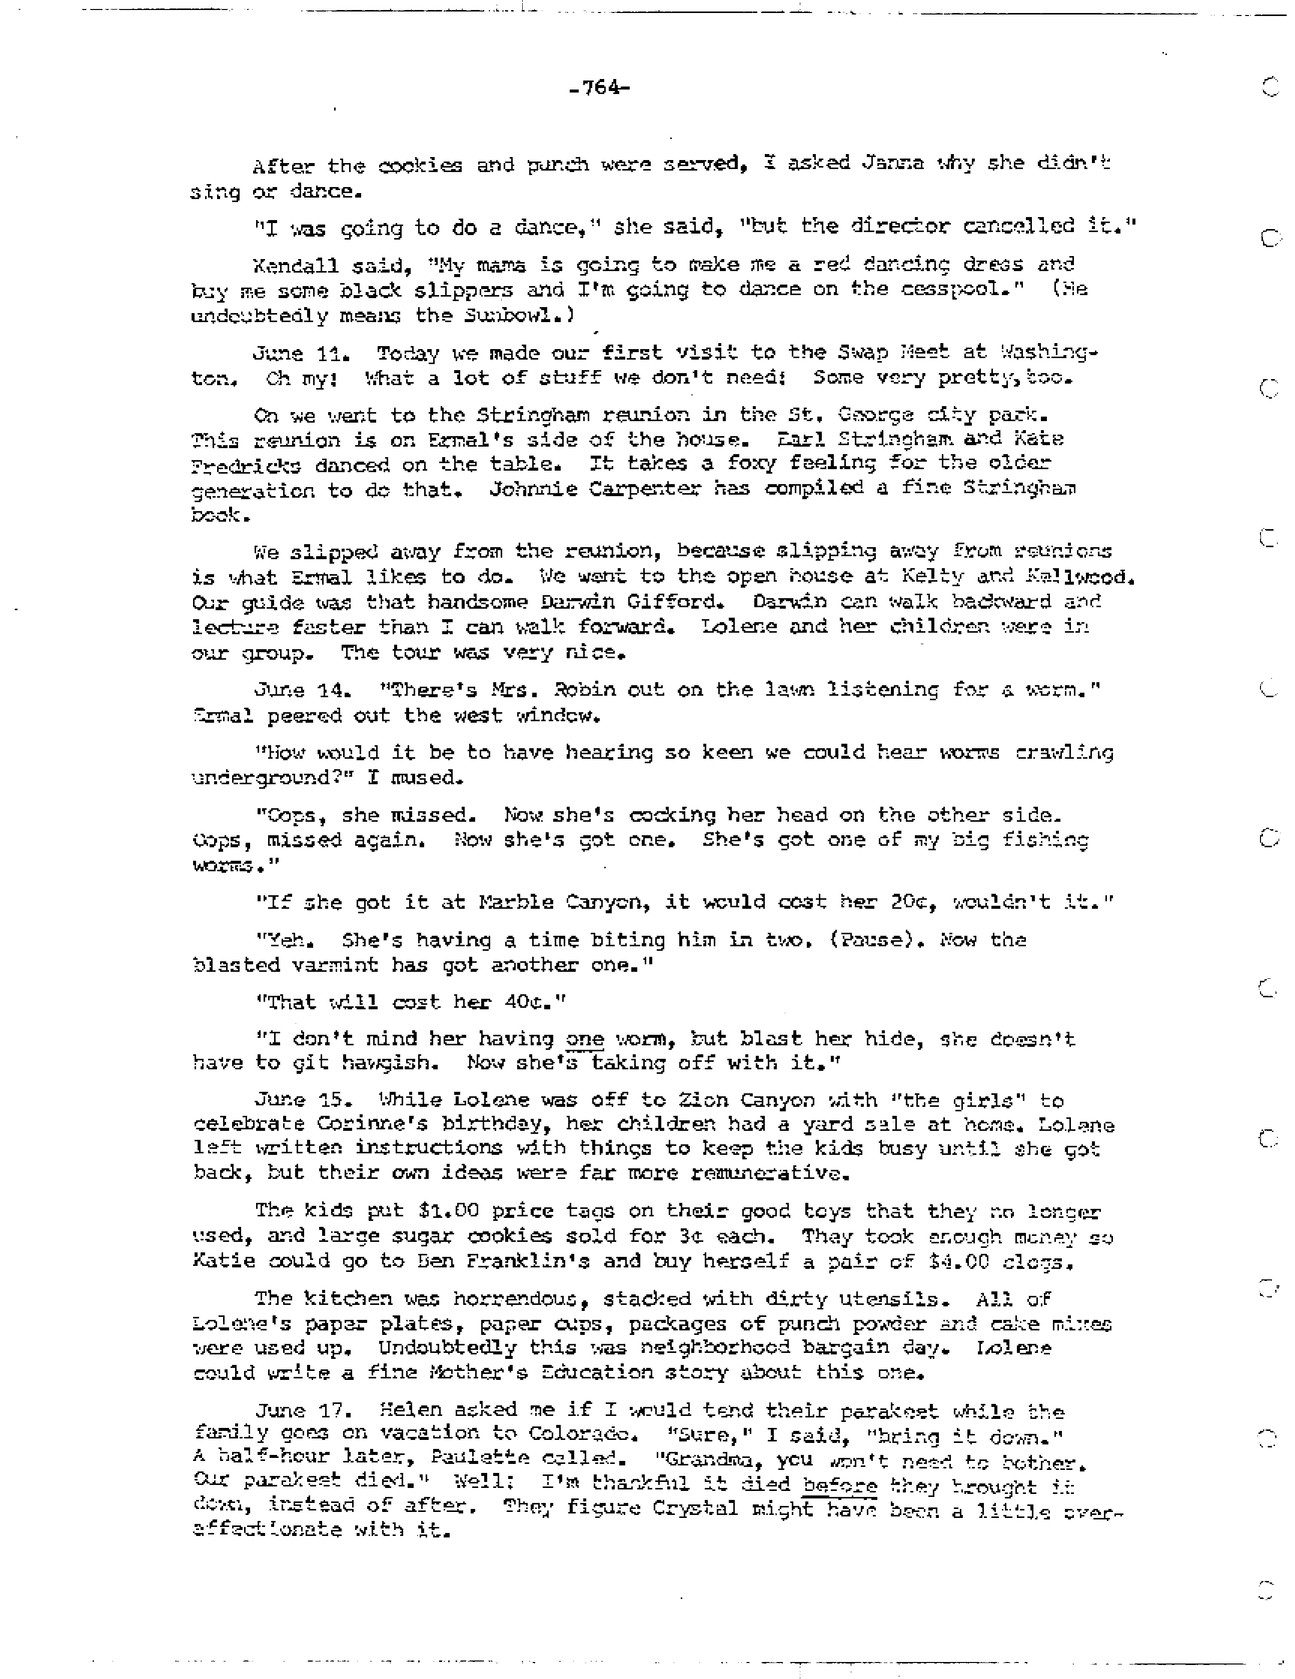 -764-
After the cookies and punch were served, I asked Janna why she didn't
sing or dance.
"I was going to do a dance," she said, "but the director cancelled it."
Kendall said, "My mama is going to make me a red dancing dress and
buy me some black slippers and I'm going to dance on the cesspool." (He
undoubtedly means the Sunbowl.)
June 11. Today we made our first visit to the Swap Meet at Washing-
ton. Oh my! What a lot of stuff we don't need! Some very pretty, too.
On we went to the Stringham reunion in the St. George city park.
This reunion is on Ermal's side of the house. Earl Stringham and Kate
Fredricks danced on the table. It takes a foxy feeling for the older
generation to do that. Johnnie Carpenter has compiled a fine Stringham
book.
We slipped away from the reunion, because slipping away from reunions
is what Ermal likes to do. We went to the open house at Kelty and Kellwood.
Our guide was that handsome Darwin Gifford. Darwin can walk backward and
lecture faster than I can walk forward. Lolene and her children were in
our group. The tour was very nice.
June 14. "There's Mrs. Robin out on the lawn listening for a worm."
Ermal peered out the west window.
"How would it be to have hearing so keen we could hear worms crawling
underground?" I mused.
"Oops, she missed. Now she's cocking her head on the other side.
Oops, missed again. Now she's got one. She's got one of my big fishing
worms."
"If she got it at Marble Canyon, it would cost her 20¢, wouldn't it."
"Yeh. She's having a time biting him in two. (Pause). Now the
blasted varmint has got another one."
"That will cost her 40¢."
"I don't mind her having one worm, but blast her hide, she doesn't
have to git hawgish. Now she's taking off with it."
June 15. While Lolene was off to Zion Canyon with "the girls" to
celebrate Corinne's birthday, her children had a yard sale at home. Lolene
left written instructions with things to keep the kids busy until she got
back, but their own ideas were far more remunerative.
The kids put $1.00 price tags on their good toys that they no longer
used, and large sugar cookies sold for 3¢ each. They took enough money so
Katie could go to Ben Franklin's and buy herself a pair of $4.00 clogs.
The kitchen was horrendous, stacked with dirty utensils. All of
Lolene's paper plates, paper cups, packages of punch powder and cake mixes
were used up. Undoubtedly this was neighborhood bargain day. Lolene
could write a fine Mother's Education story about this one.
June 17. Helen asked me if I would tend their parakeet while the
family goes on vacation to Colorado. "Sure," I said, "bring it down."
A half-hour later, Paulette called. "Grandma, you won't need to bother.
Our parakeet died." Well! I'm thankful it died before they brought it
down, instead of after. They figure Crystal might have been a little over-
affectionate with it.